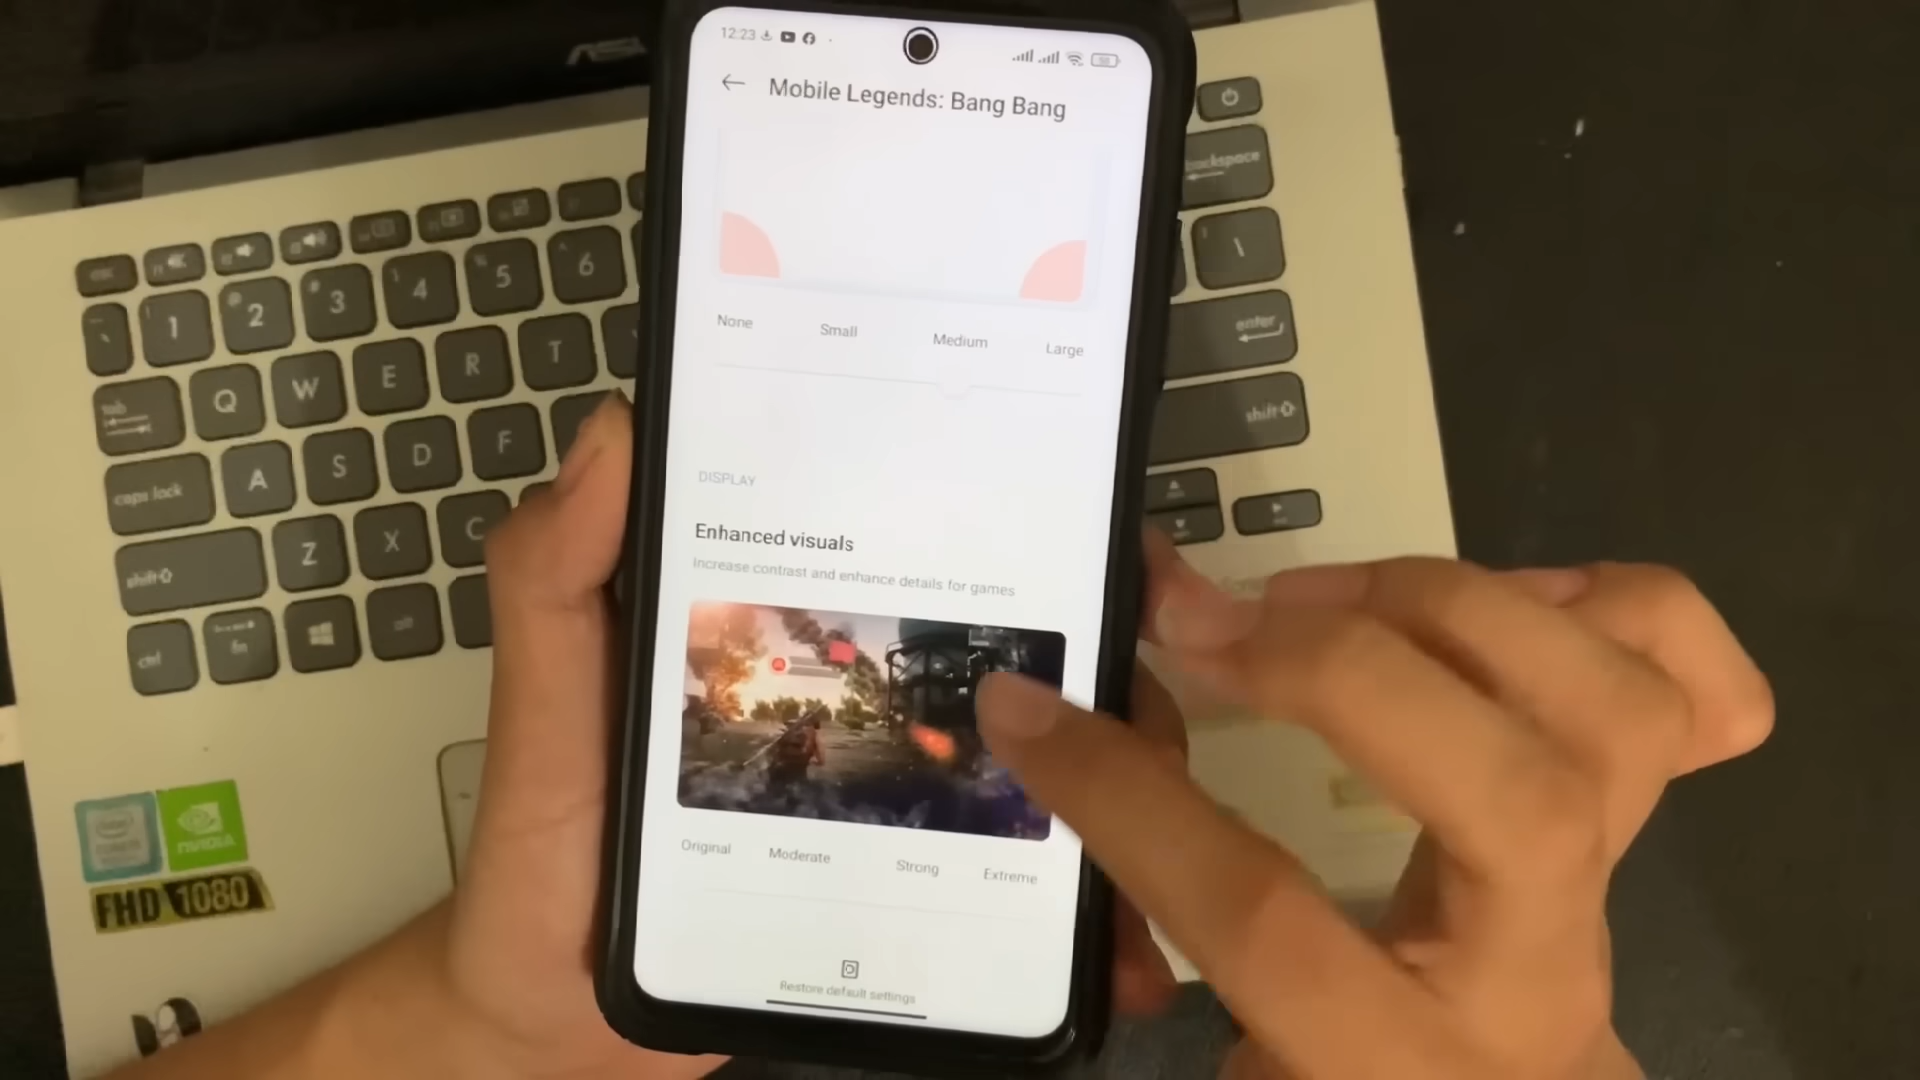 12:23
Mobile Legends: Bang Bang
None Small Medium Large
DISPLAY
Enhanced visuals
Increase contrast and enhance details for games
Original Moderate Strong Extreme
Restore default settings
backspace
esc
1 2 3 4 5 6
tab Q W E R T
enter
caps lock A S D F
shift
shift Z X C
ctrl fn alt
intel
NVIDIA
FHD 1080